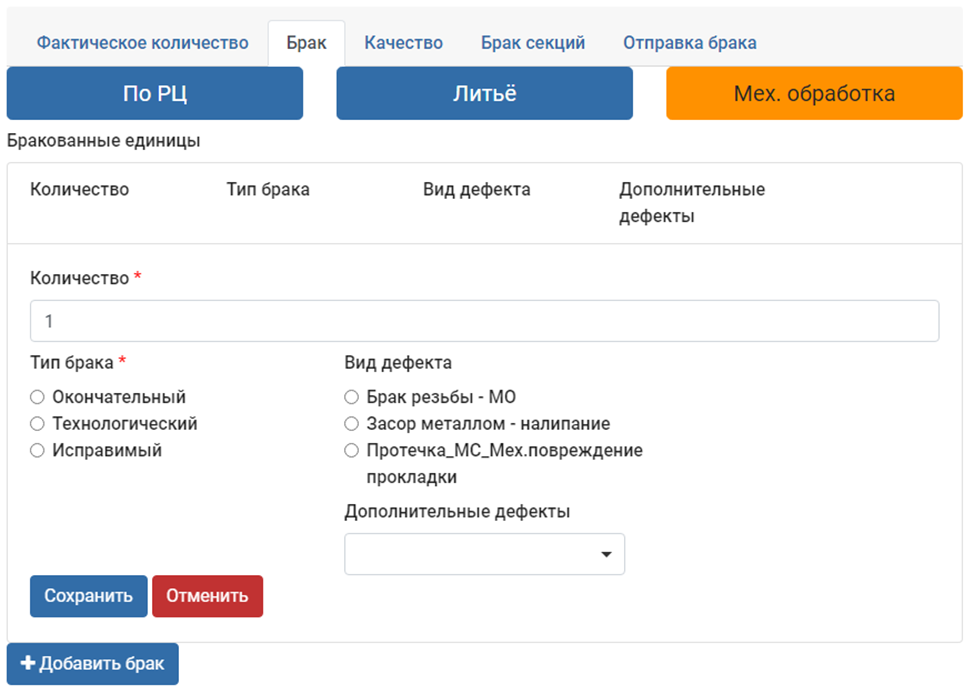 Фактическое количество Брак Качество Брак секций Отправка брака
По РЦ Литьё Мех. обработка
Бракованные единицы
Количество Тип брака Вид дефекта Дополнительные
дефекты
Количество *
1
Тип брака * Вид дефекта
Окончательный Брак резьбы - МО
Технологический Засор металлом - налипание
Исправимый Протечка_МС_Мех.повреждение
прокладки
Дополнительные дефекты
Сохранить Отменить
+ Добавить брак